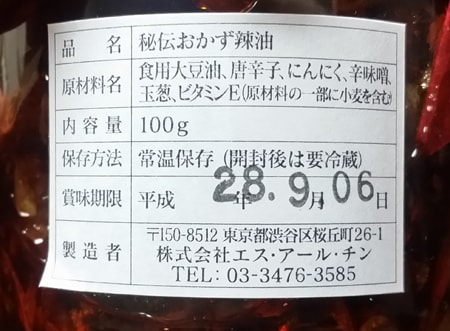 品名 秘伝おかず辣油
原材料名 食用大豆油、唐辛子、にんにく、辛味噌、
玉葱、ビタミンE(原材料の一部に小麦を含む)
内容量 100g
保存方法 常温保存 (開封後は要冷蔵)
賞味期限 平成 28年 9月 06日
製造者 〒150-8512 東京都渋谷区桜丘町26-1
株式会社エス・アール・チン
TEL: 03-3476-3585